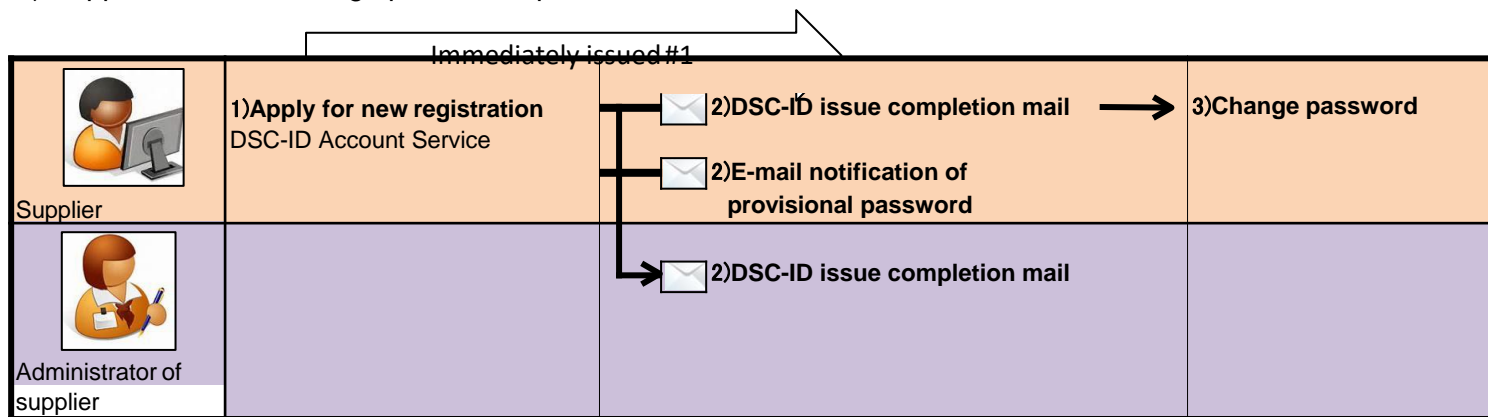 Immediately issued #1
1)Apply for new registration
DSC-ID Account Service
2)DSC-ID issue completion mail
3)Change password
2)E-mail notification of
provisional password
Supplier
2)DSC-ID issue completion mail
Administrator of
supplier